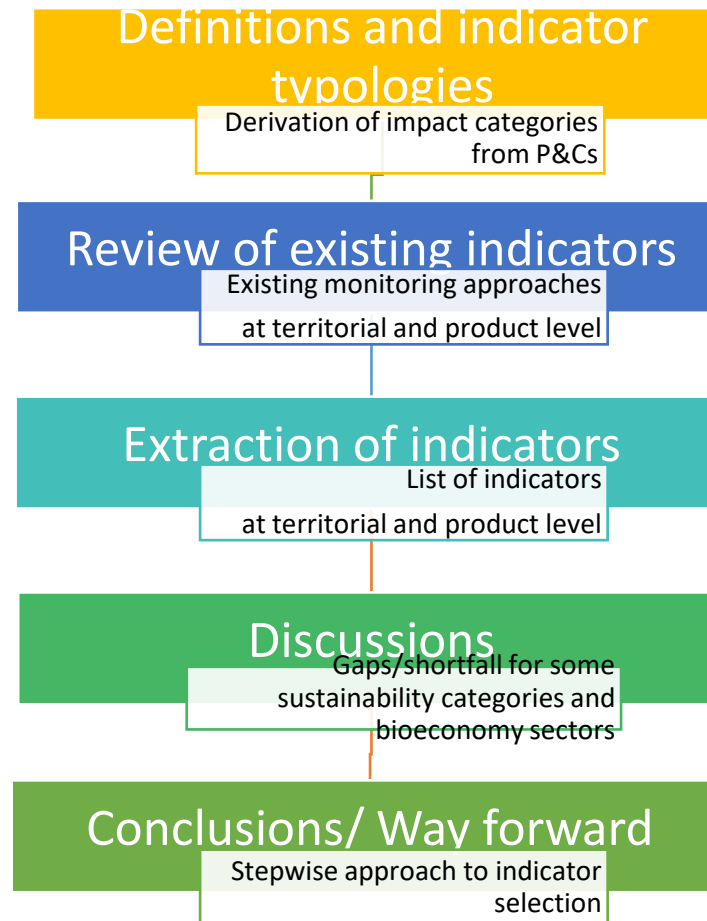 Definitions and indicator
typologies
Derivation of impact categories
from P&Cs
Review of existing indicators
Existing monitoring approaches
at territorial and product level
Extraction of indicators
List of indicators
at territorial and product level
Discussions
Gaps/shortfall for some
sustainability categories and
bioeconomy sectors
Conclusions/ Way forward
Stepwise approach to indicator
selection